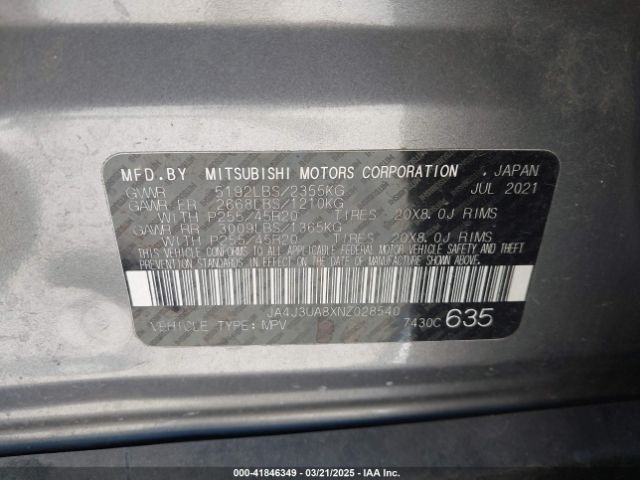 MFD.BY MITSUBISHI MOTORS CORPORATION , JAPAN
GVWR 5192LBS/2355KG JUL 2021
GAWR FR 2668LBS/1210KG
WITH P255/45R20 TIRES 20X8.0J RIMS
GAWR RR 3009LBS/1365KG
WITH P255/45R20 TIRES 20X8.0J RIMS
THIS VEHICLE CONFORMS TO ALL APPLICABLE FEDERAL MOTOR VEHICLE SAFETY AND THEFT
PREVENTION STANDARDS IN EFFECT ON THE DATE OF MANUFACTURE SHOWN ABOVE.
JA4J3UA8XNZ028540
VEHICLE TYPE: MPV 7430C 635
000-41846349 - 03/21/2025 - IAA Inc.